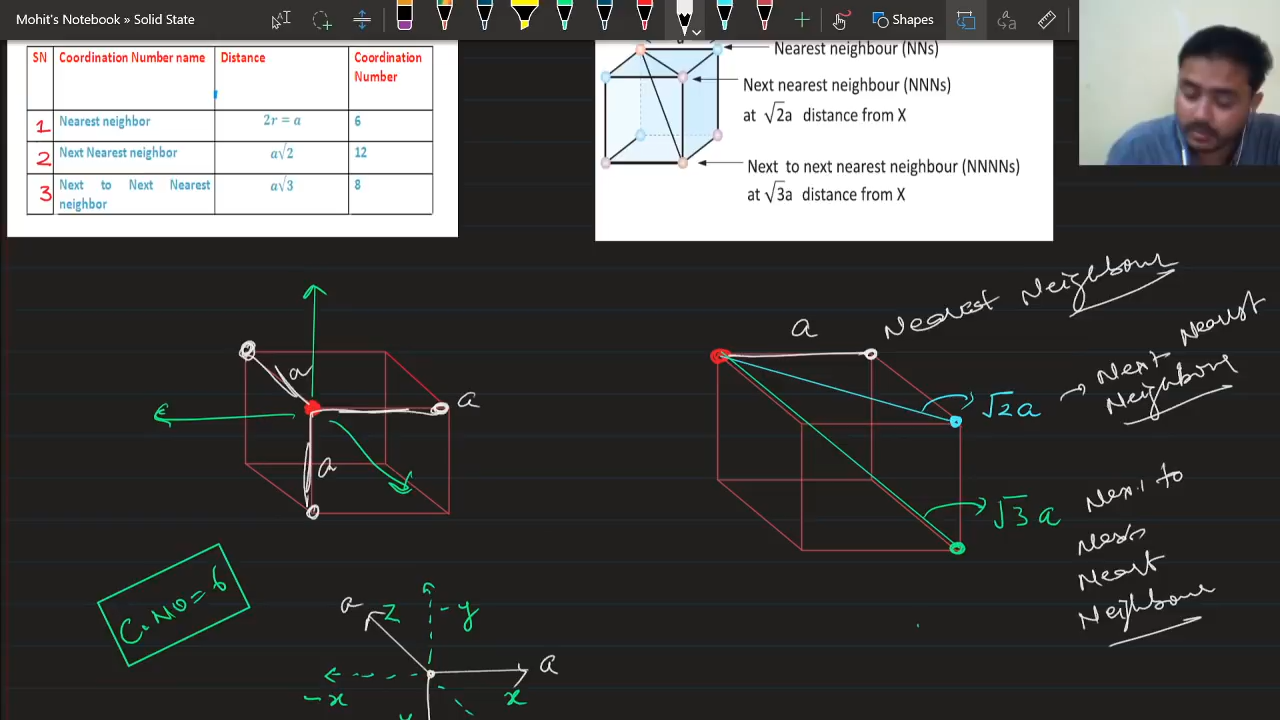 Mohit's Notebook » Solid State
Shapes
SN Coordination Number name Distance Coordination Number
1 Nearest neighbor 2r = a 6
2 Next Nearest neighbor a√2 12
3 Next to Next Nearest neighbor a√3 8
Nearest neighbour (NNs)
Next nearest neighbour (NNNs)
at √2a distance from X
Next to next nearest neighbour (NNNNs)
at √3a distance from X
a
a
a
C.NO = 6
a
z
-y
-x
x
a
a
Nearest Neighbour
√2a
Next Nearest
Neighbour
√3 a
Next to
Next
Neighbour